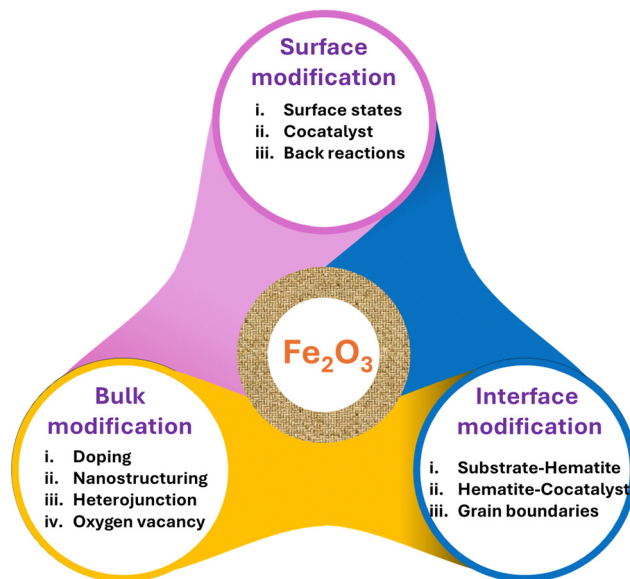 Surface
modification
i. Surface states
ii. Cocatalyst
iii. Back reactions
Fe₂O₃
Bulk
modification
i. Doping
ii. Nanostructuring
iii. Heterojunction
iv. Oxygen vacancy
Interface
modification
i. Substrate-Hematite
ii. Hematite-Cocatalyst
iii. Grain boundaries